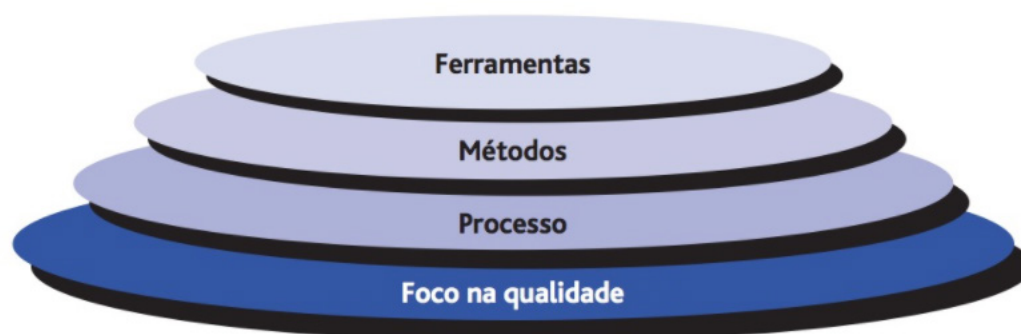 Ferramentas
Métodos
Processo
Foco na qualidade